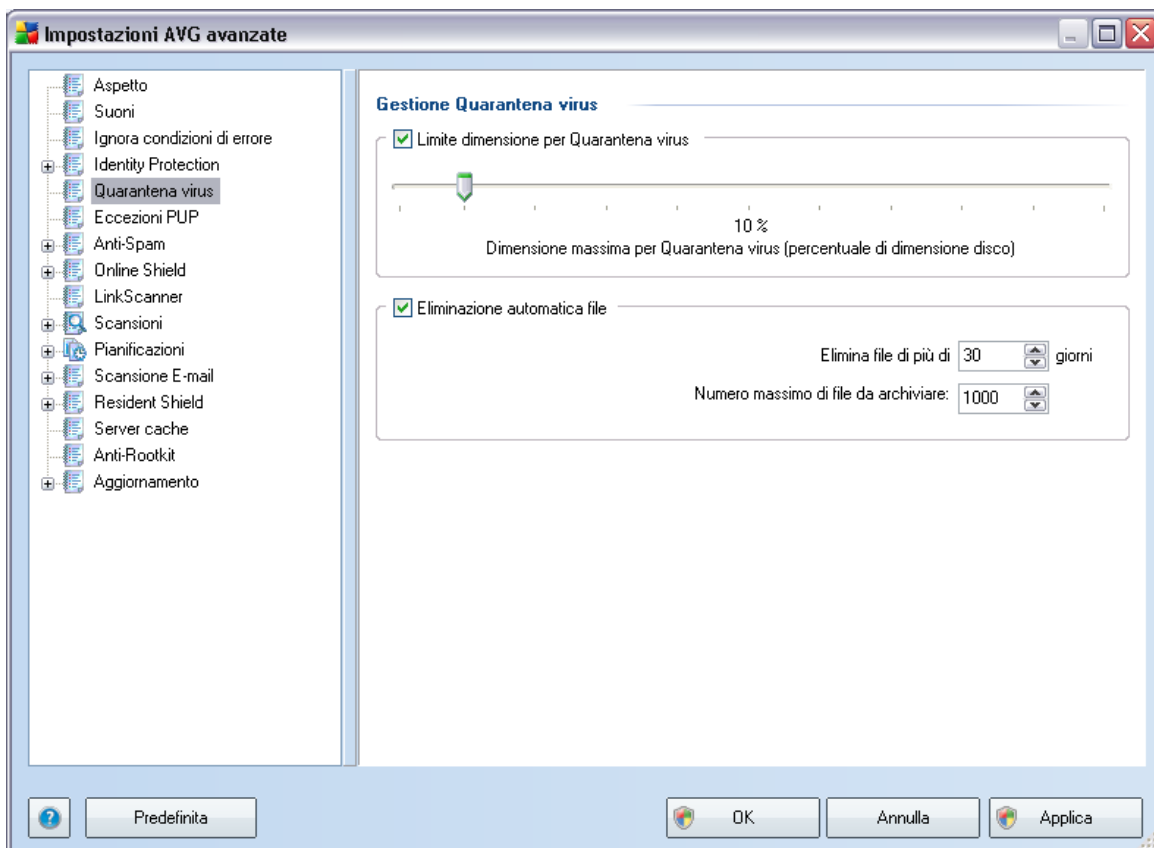 Impostazioni AVG avanzate
Aspetto
Suoni
Ignora condizioni di errore
Identity Protection
Quarantena virus
Eccezioni PUP
Anti-Spam
Online Shield
LinkScanner
Scansioni
Pianificazioni
Scansione E-mail
Resident Shield
Server cache
Anti-Rootkit
Aggiornamento
Gestione Quarantena virus
Limite dimensione per Quarantena virus
10 %
Dimensione massima per Quarantena virus (percentuale di dimensione disco)
Eliminazione automatica file
Elimina file di più di 30 giorni
Numero massimo di file da archiviare: 1000
Predefinita
OK
Annulla
Applica